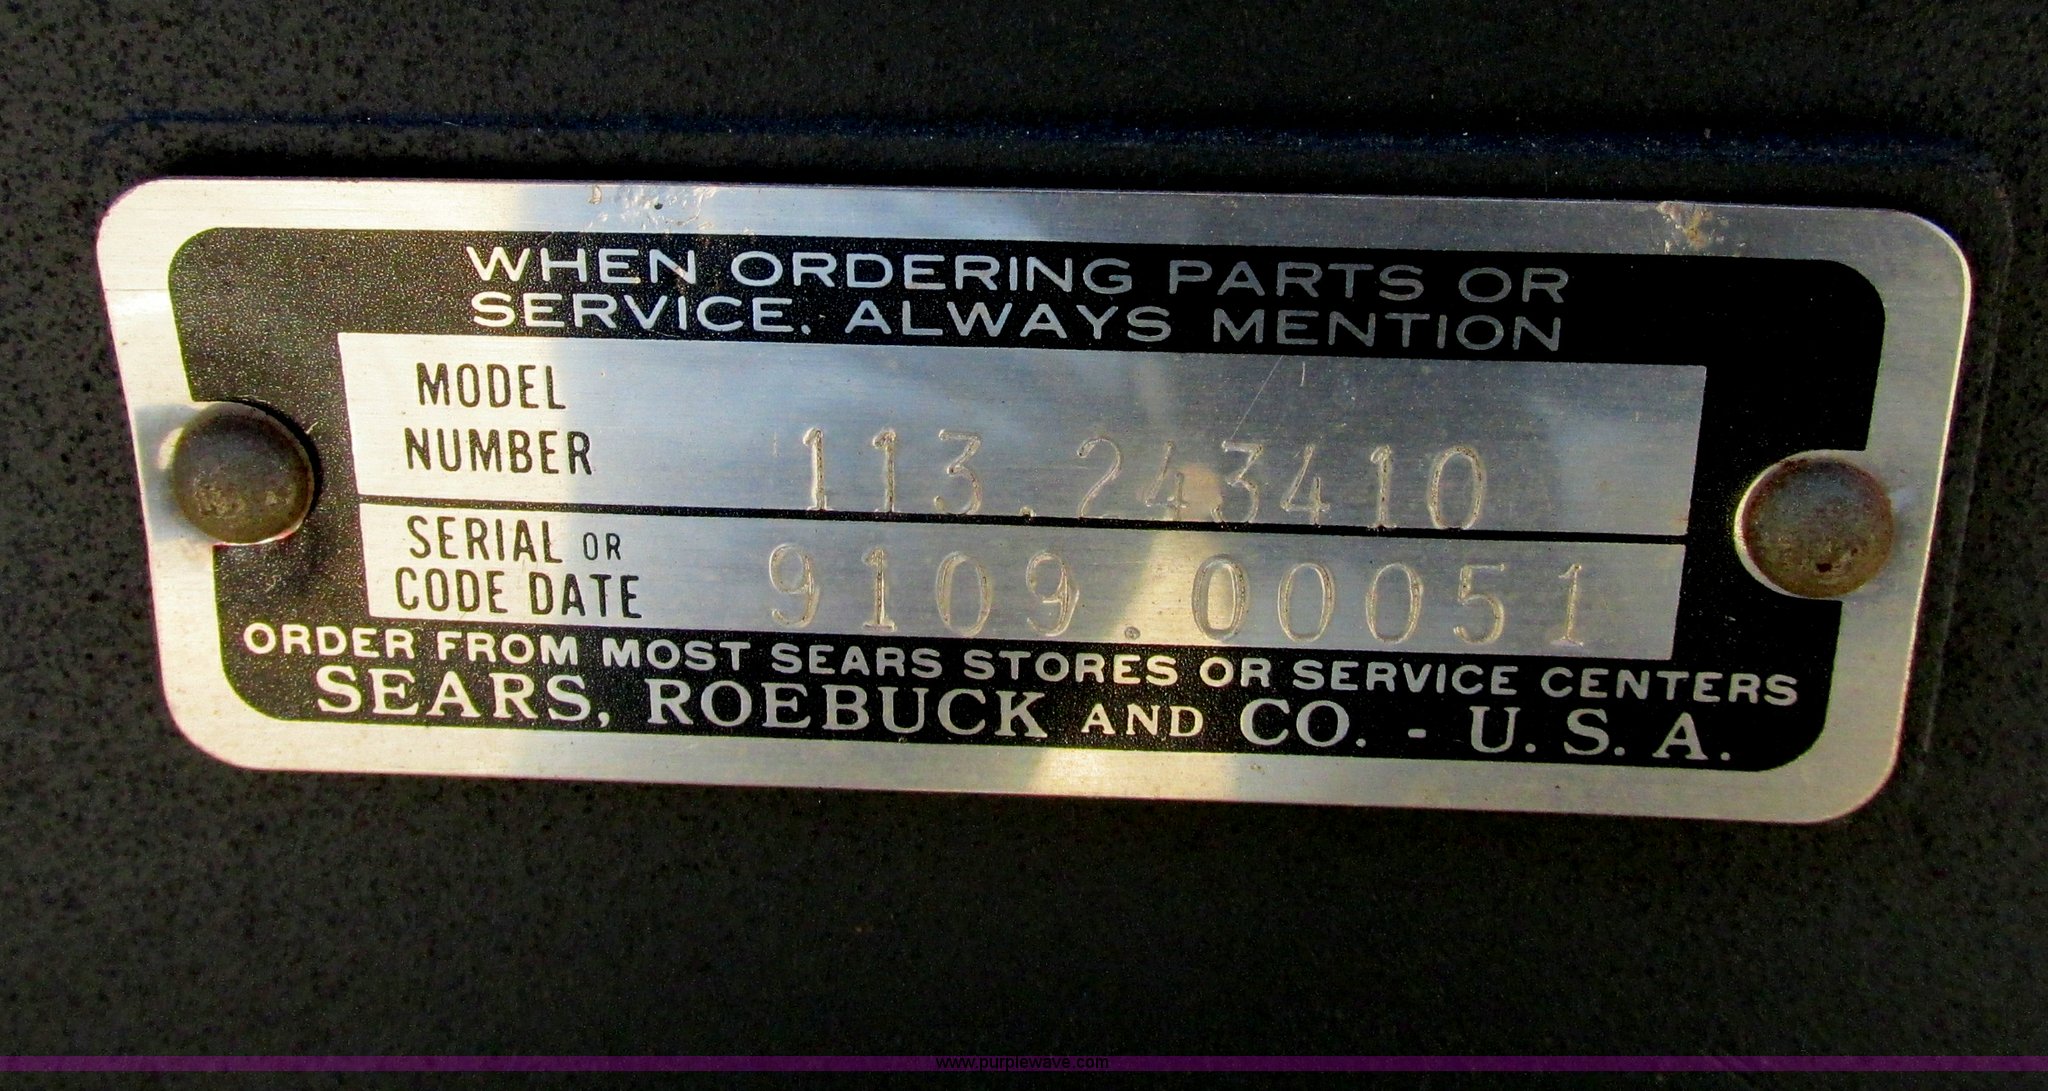 WHEN ORDERING PARTS OR
SERVICE. ALWAYS MENTION
MODEL
NUMBER 113.243410
SERIAL OR
CODE DATE 9109.00051
ORDER FROM MOST SEARS STORES OR SERVICE CENTERS
SEARS, ROEBUCK AND CO. - U. S. A.
www.purplewave.com